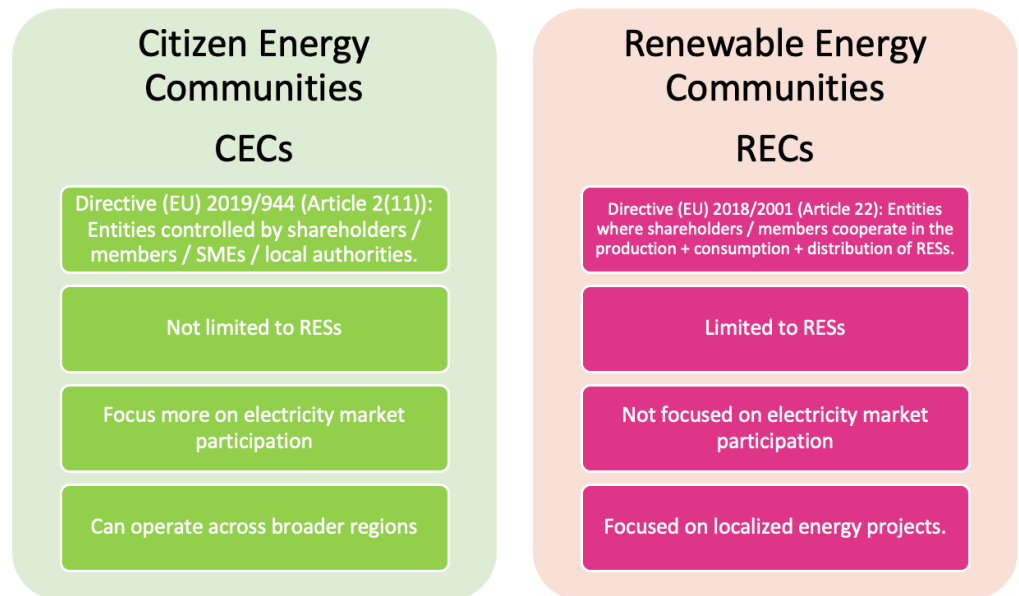 Citizen Energy
Communities
CECs
Directive (EU) 2019/944 (Article 2(11)):
Entities controlled by shareholders /
members / SMEs / local authorities.
Not limited to RESs
Focus more on electricity market
participation
Can operate across broader regions
Renewable Energy
Communities
RECs
Directive (EU) 2018/2001 (Article 22): Entities
where shareholders / members cooperate in the
production + consumption + distribution of RESs.
Limited to RESs
Not focused on electricity market
participation
Focused on localized energy projects.